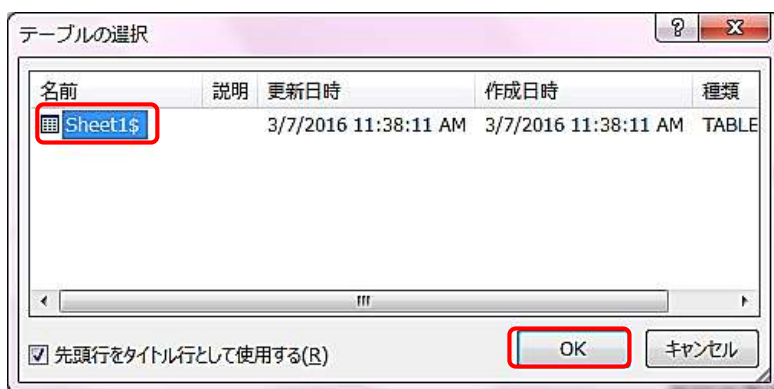 テーブルの選択
名前 説明 更新日時 作成日時 種類
Sheet1$ 3/7/2016 11:38:11 AM 3/7/2016 11:38:11 AM TABLE
先頭行をタイトル行として使用する(R) OK キャンセル